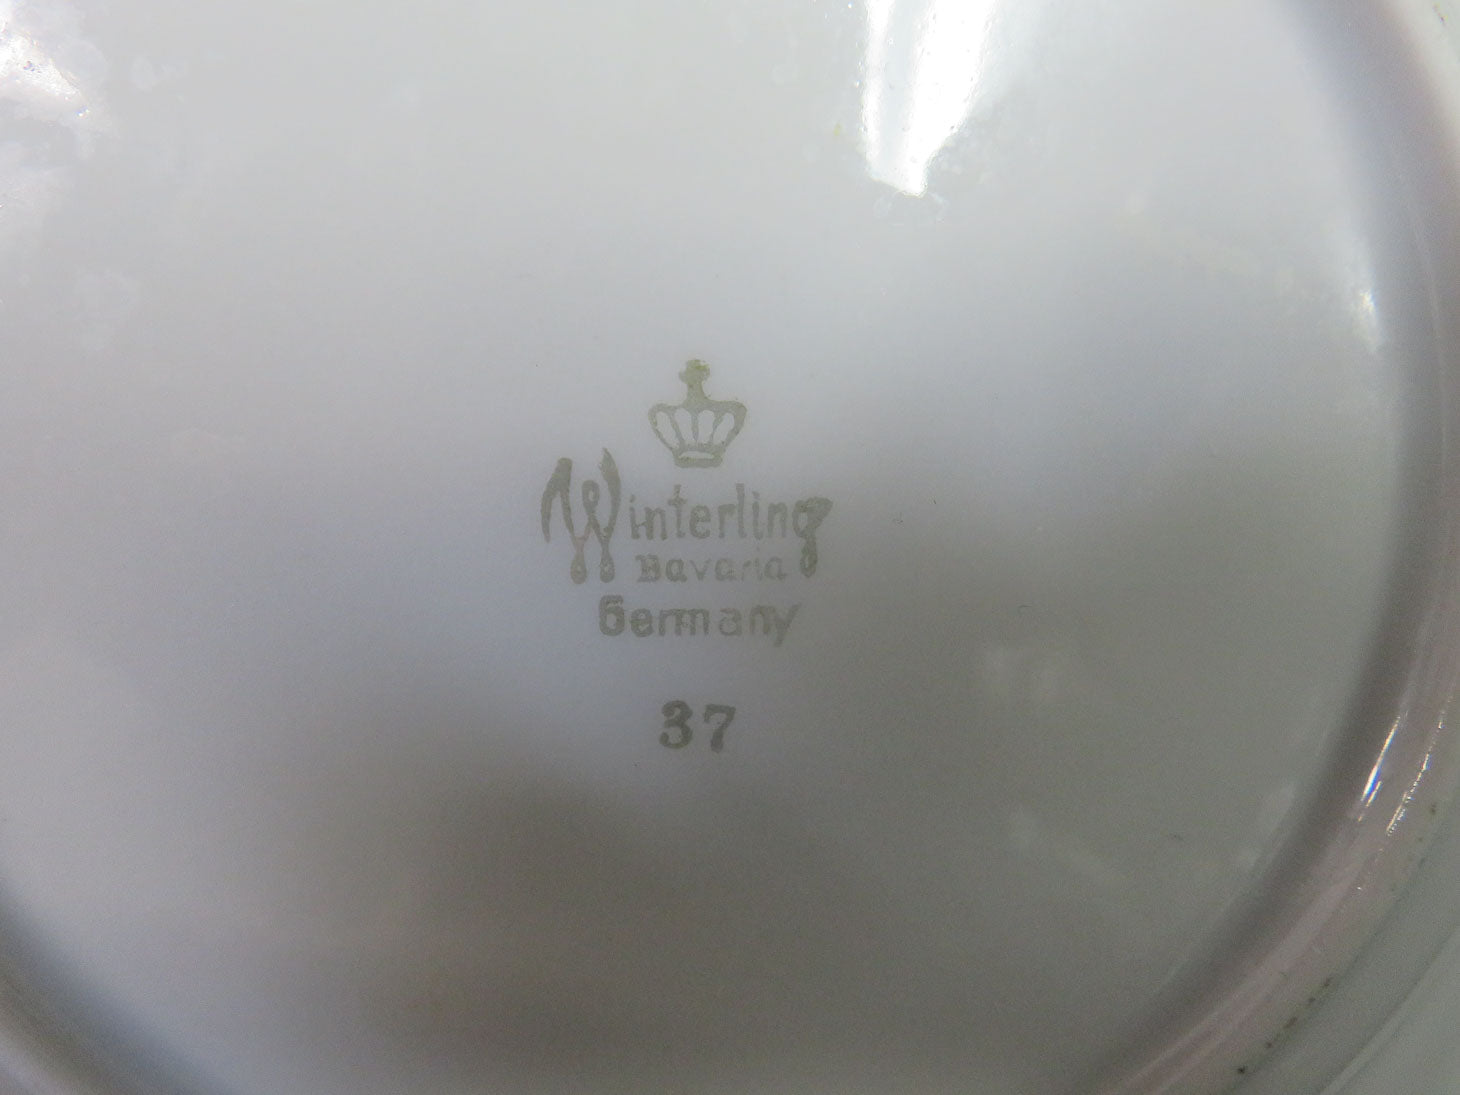 Winterling
Bavaria
Germany
37